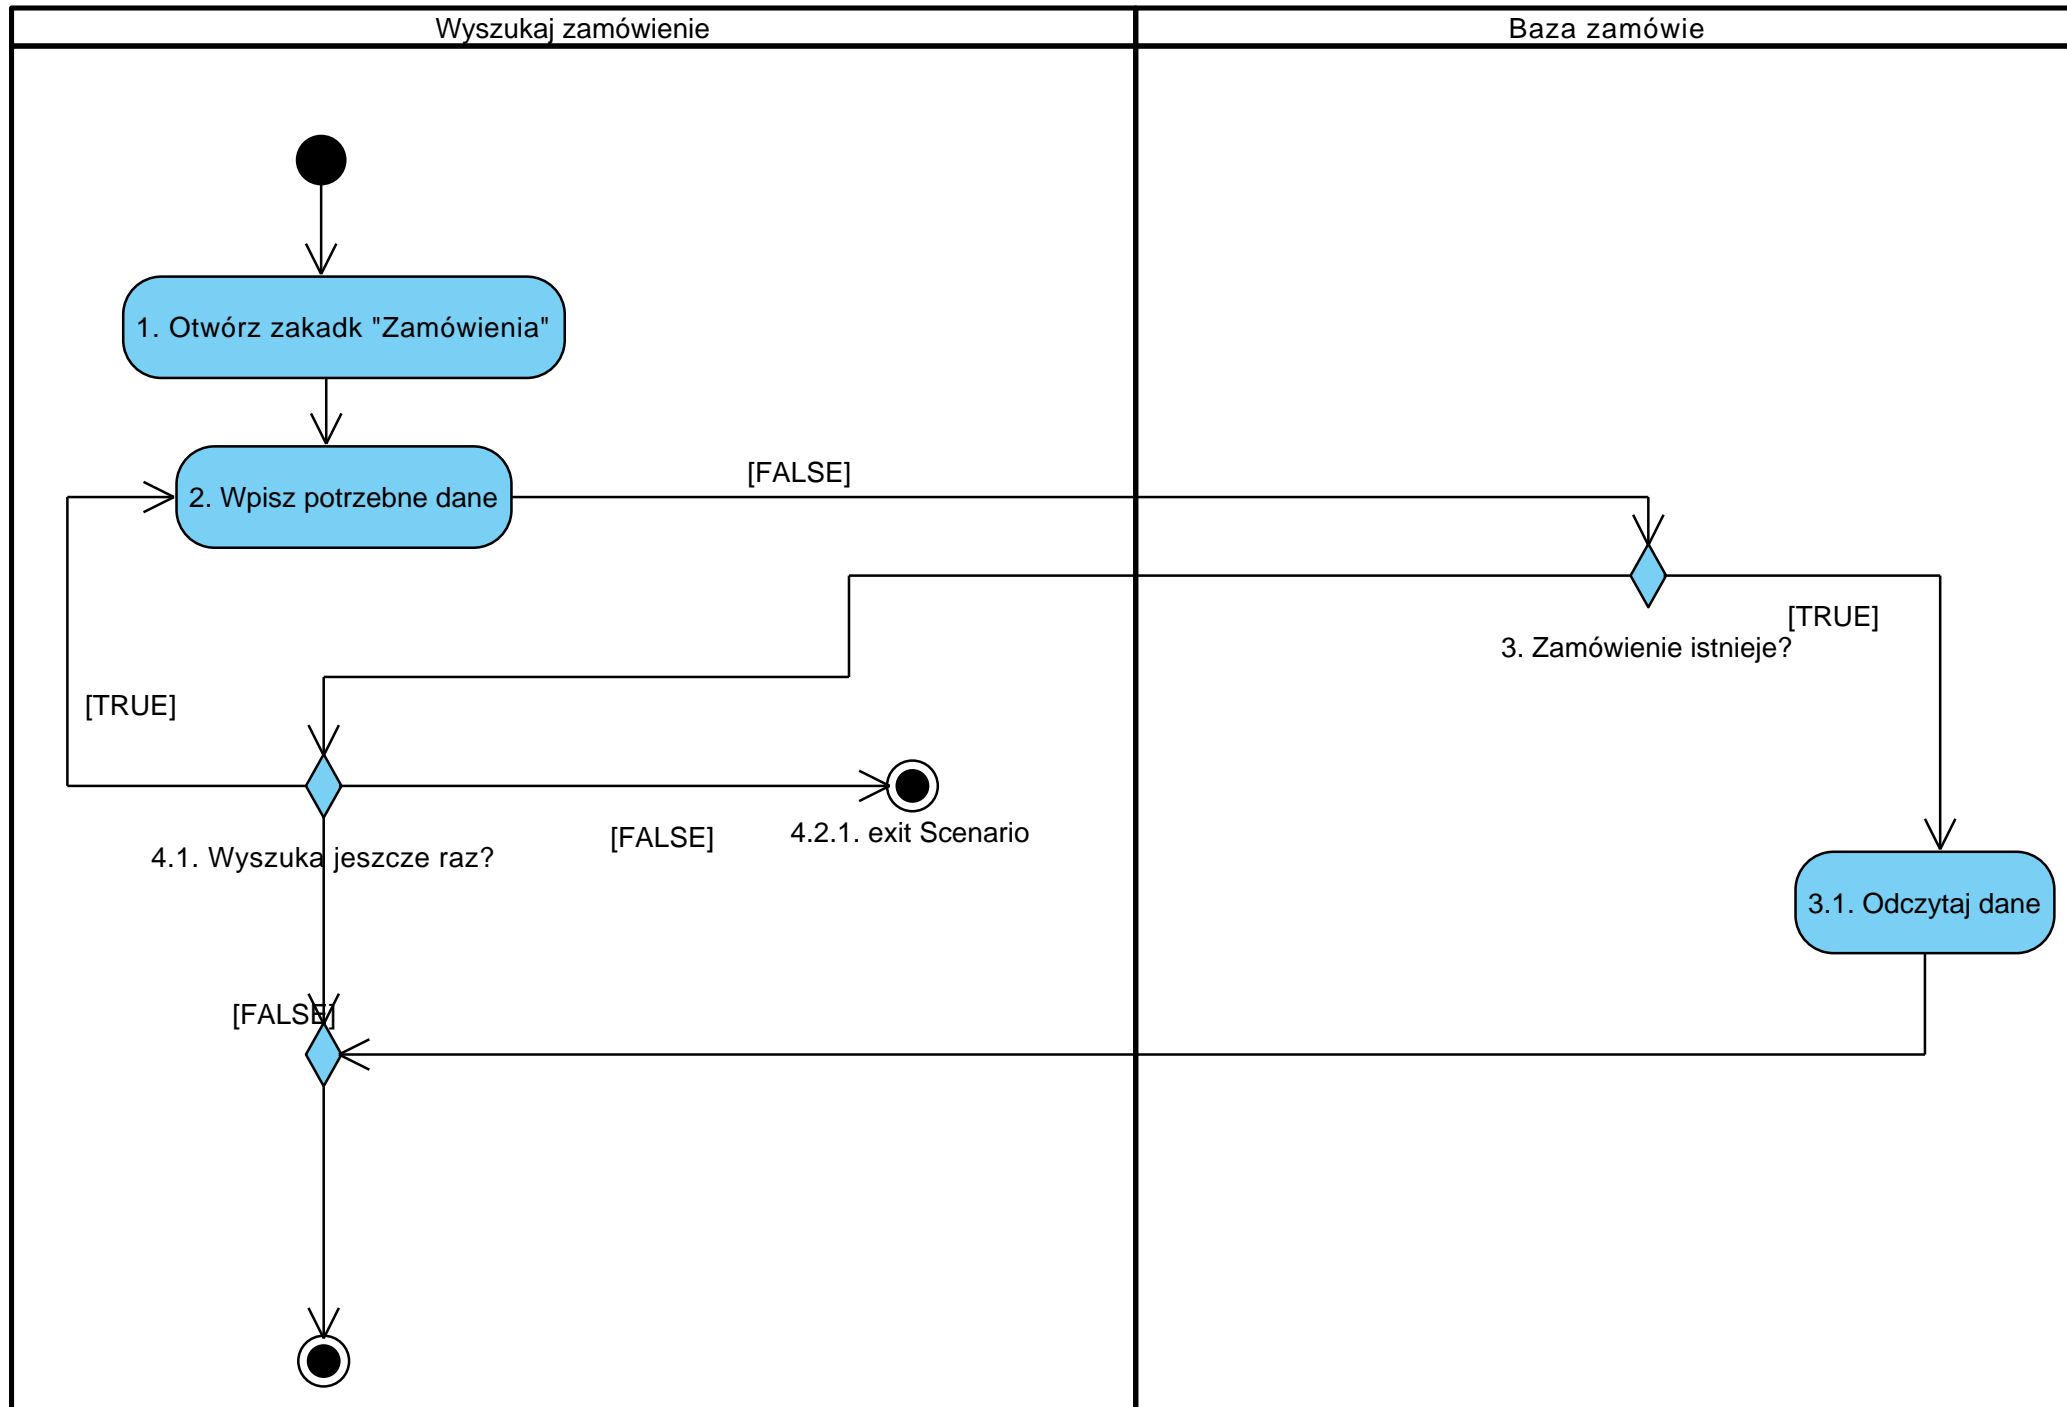 Wyszukaj zamówienie
Baza zamówie
1. Otwórz zakadk "Zamówienia"
2. Wpisz potrzebne dane
[FALSE]
[TRUE]
3. Zamówienie istnieje?
[TRUE]
[FALSE]
4.2.1. exit Scenario
4.1. Wyszuka jeszcze raz?
3.1. Odczytaj dane
[FALSE]